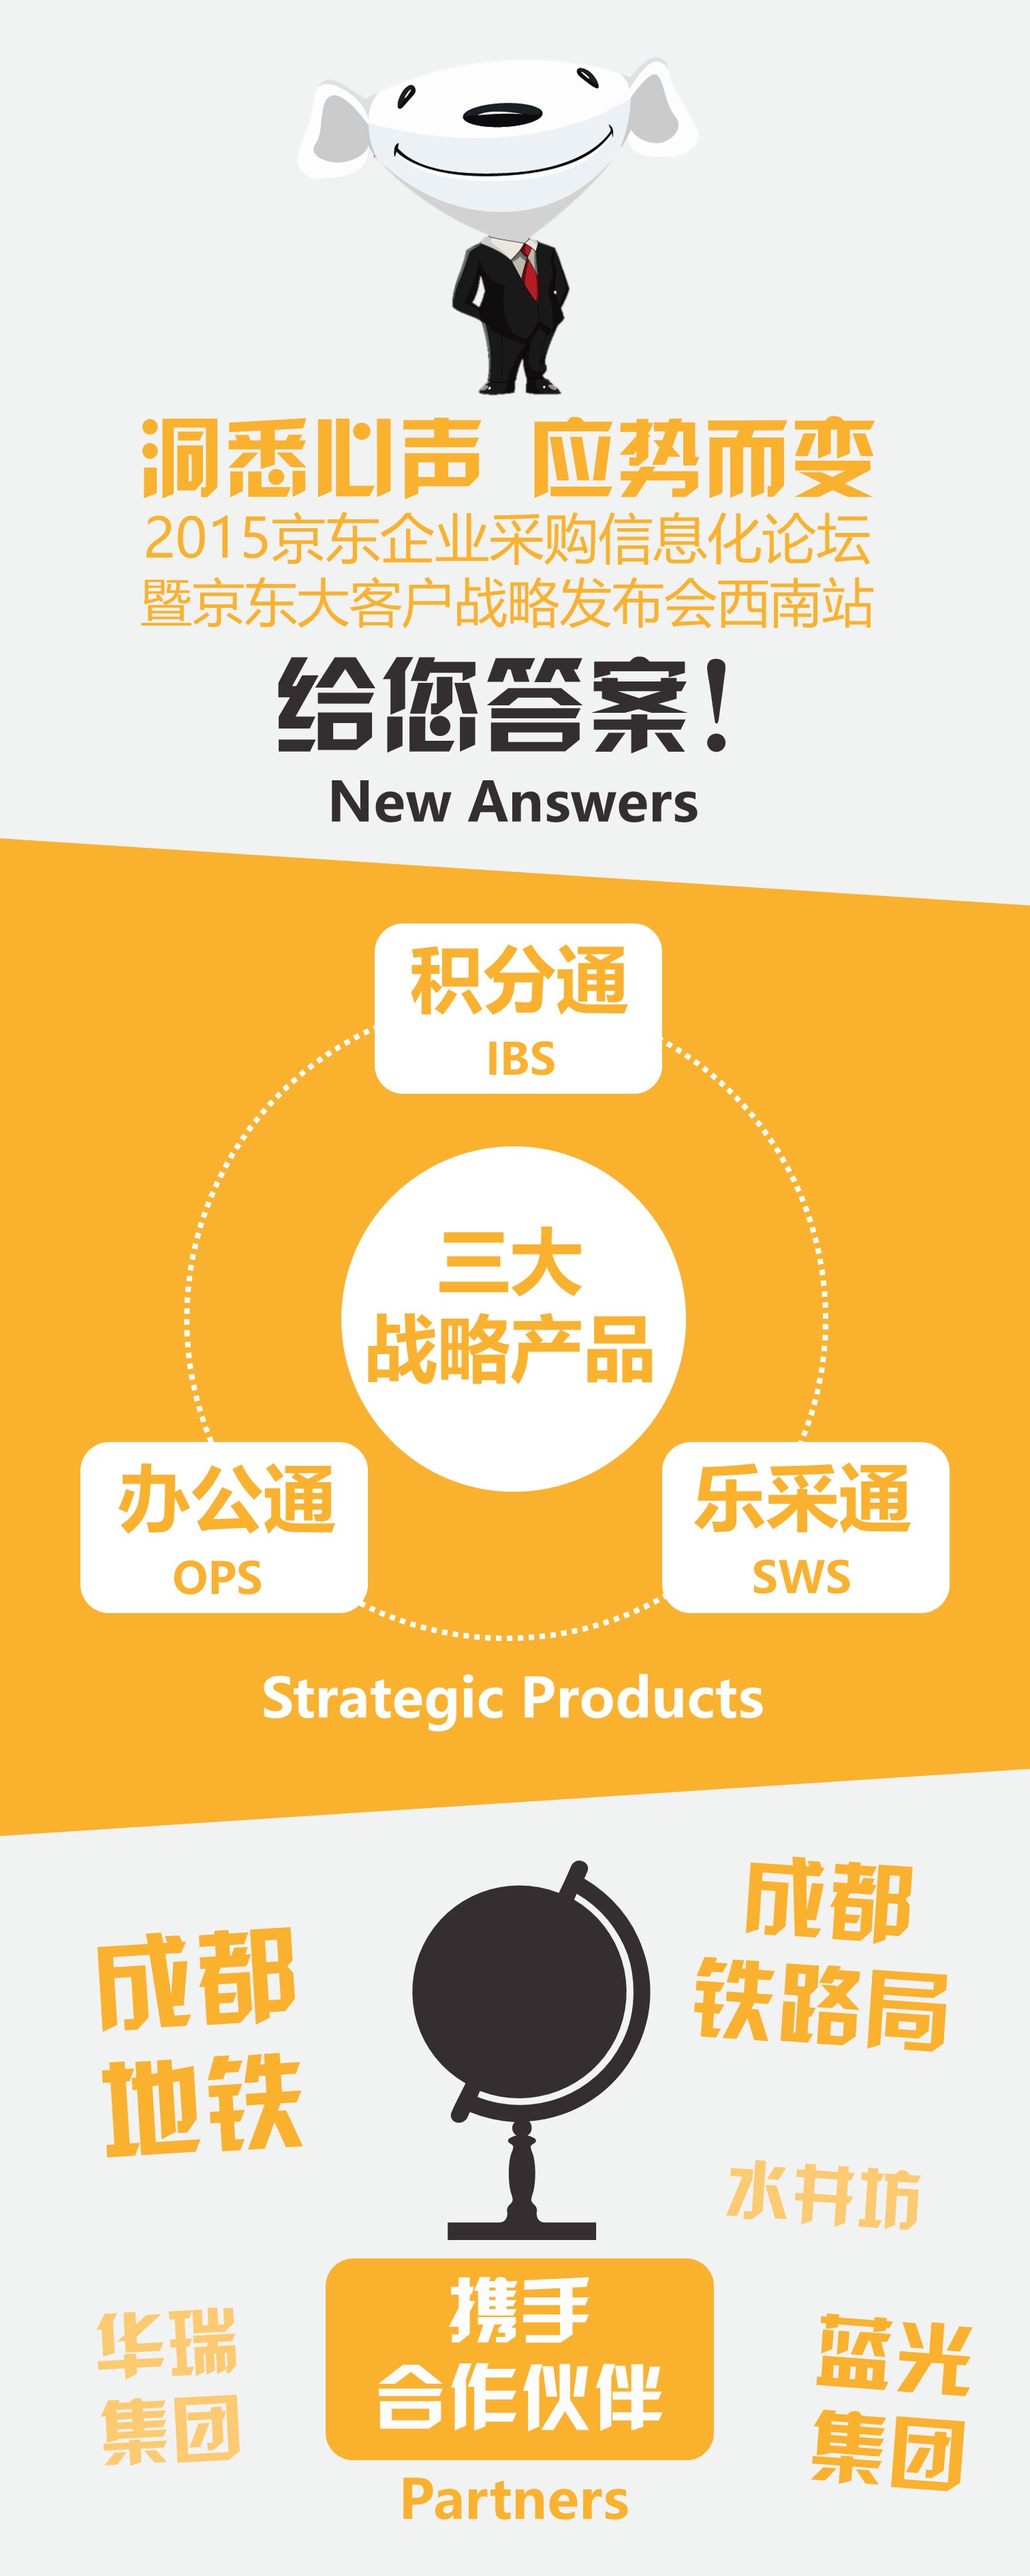 洞悉心声 应势而变
2015京东企业采购信息化论坛
暨京东大客户战略发布会西南站
给您答案！
New Answers
积分通
IBS
三大
战略产品
办公通
OPS
乐采通
SWS
Strategic Products
成都
地铁
成都
铁路局
水井坊
华瑞
集团
蓝光
集团
携手
合作伙伴
Partners